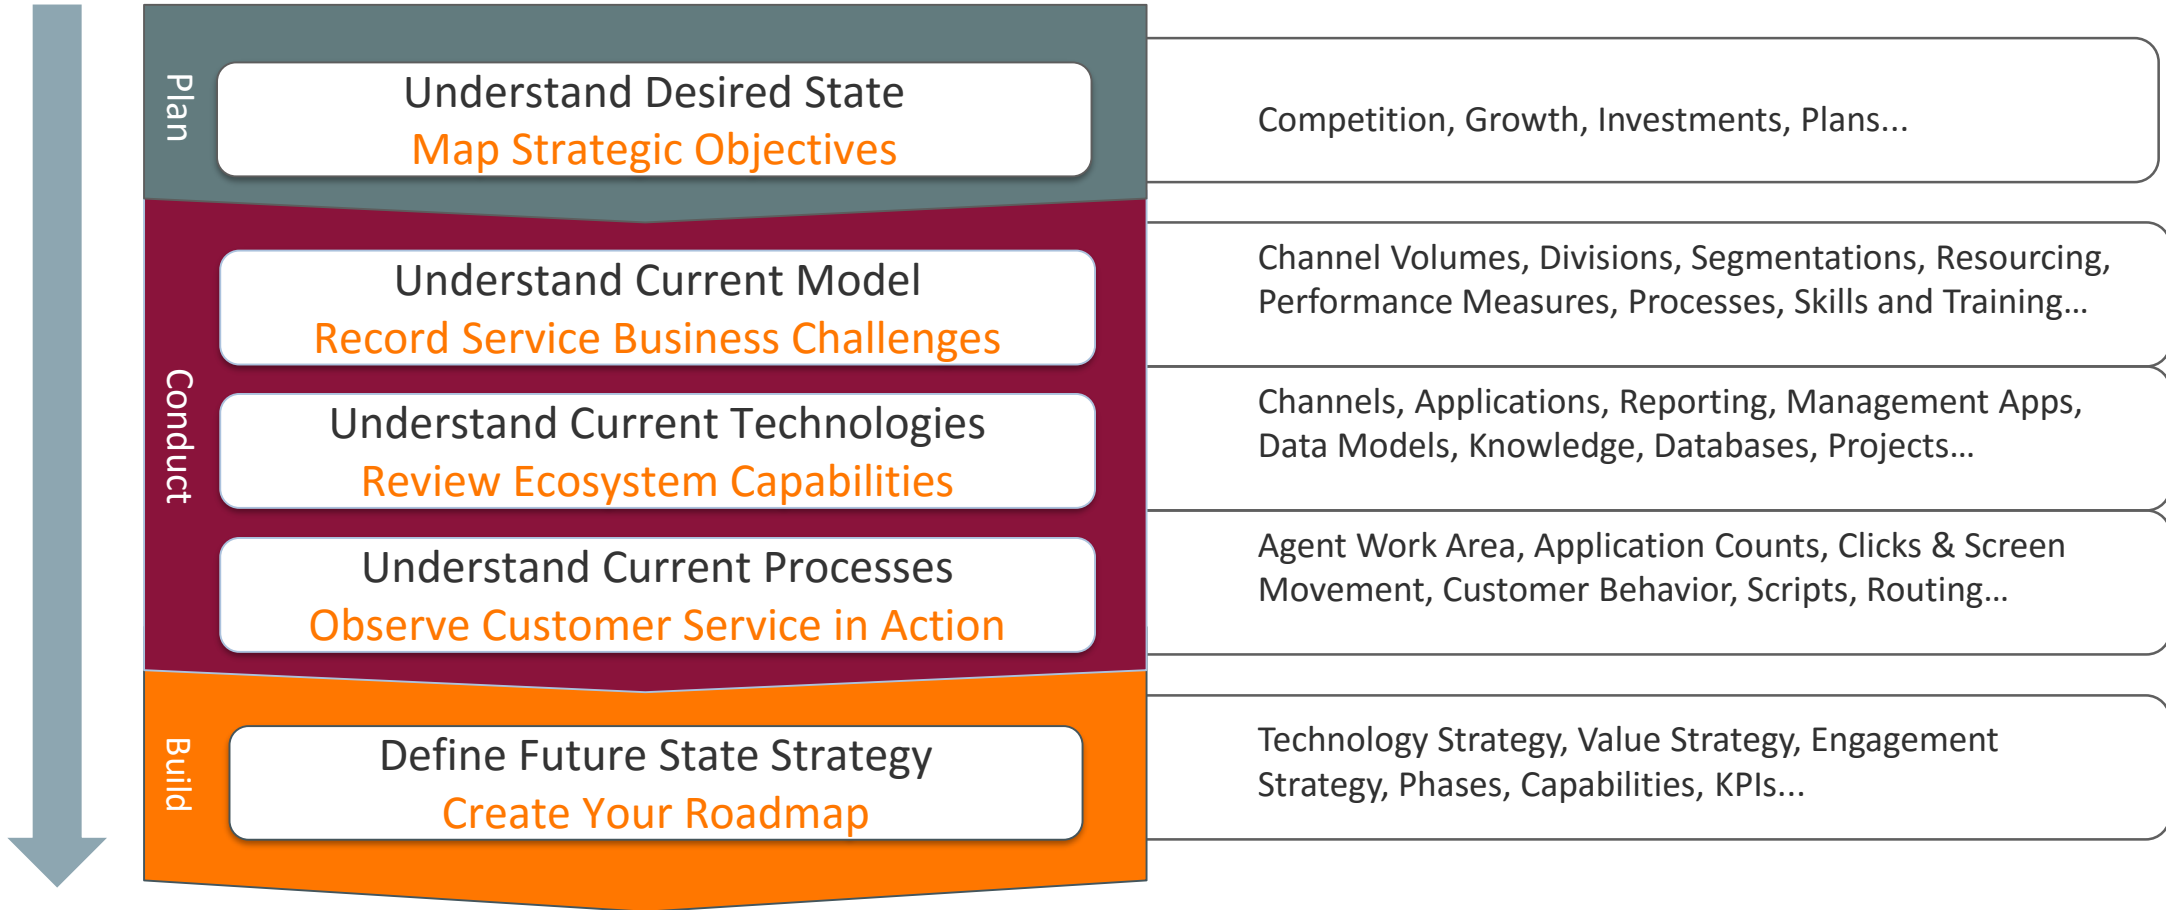 Plan
Understand Desired State
Map Strategic Objectives
Competition, Growth, Investments, Plans...
Conduct
Understand Current Model
Record Service Business Challenges
Channel Volumes, Divisions, Segmentations, Resourcing,
Performance Measures, Processes, Skills and Training…
Understand Current Technologies
Review Ecosystem Capabilities
Channels, Applications, Reporting, Management Apps,
Data Models, Knowledge, Databases, Projects…
Understand Current Processes
Observe Customer Service in Action
Agent Work Area, Application Counts, Clicks & Screen
Movement, Customer Behavior, Scripts, Routing…
Build
Define Future State Strategy
Create Your Roadmap
Technology Strategy, Value Strategy, Engagement
Strategy, Phases, Capabilities, KPIs...